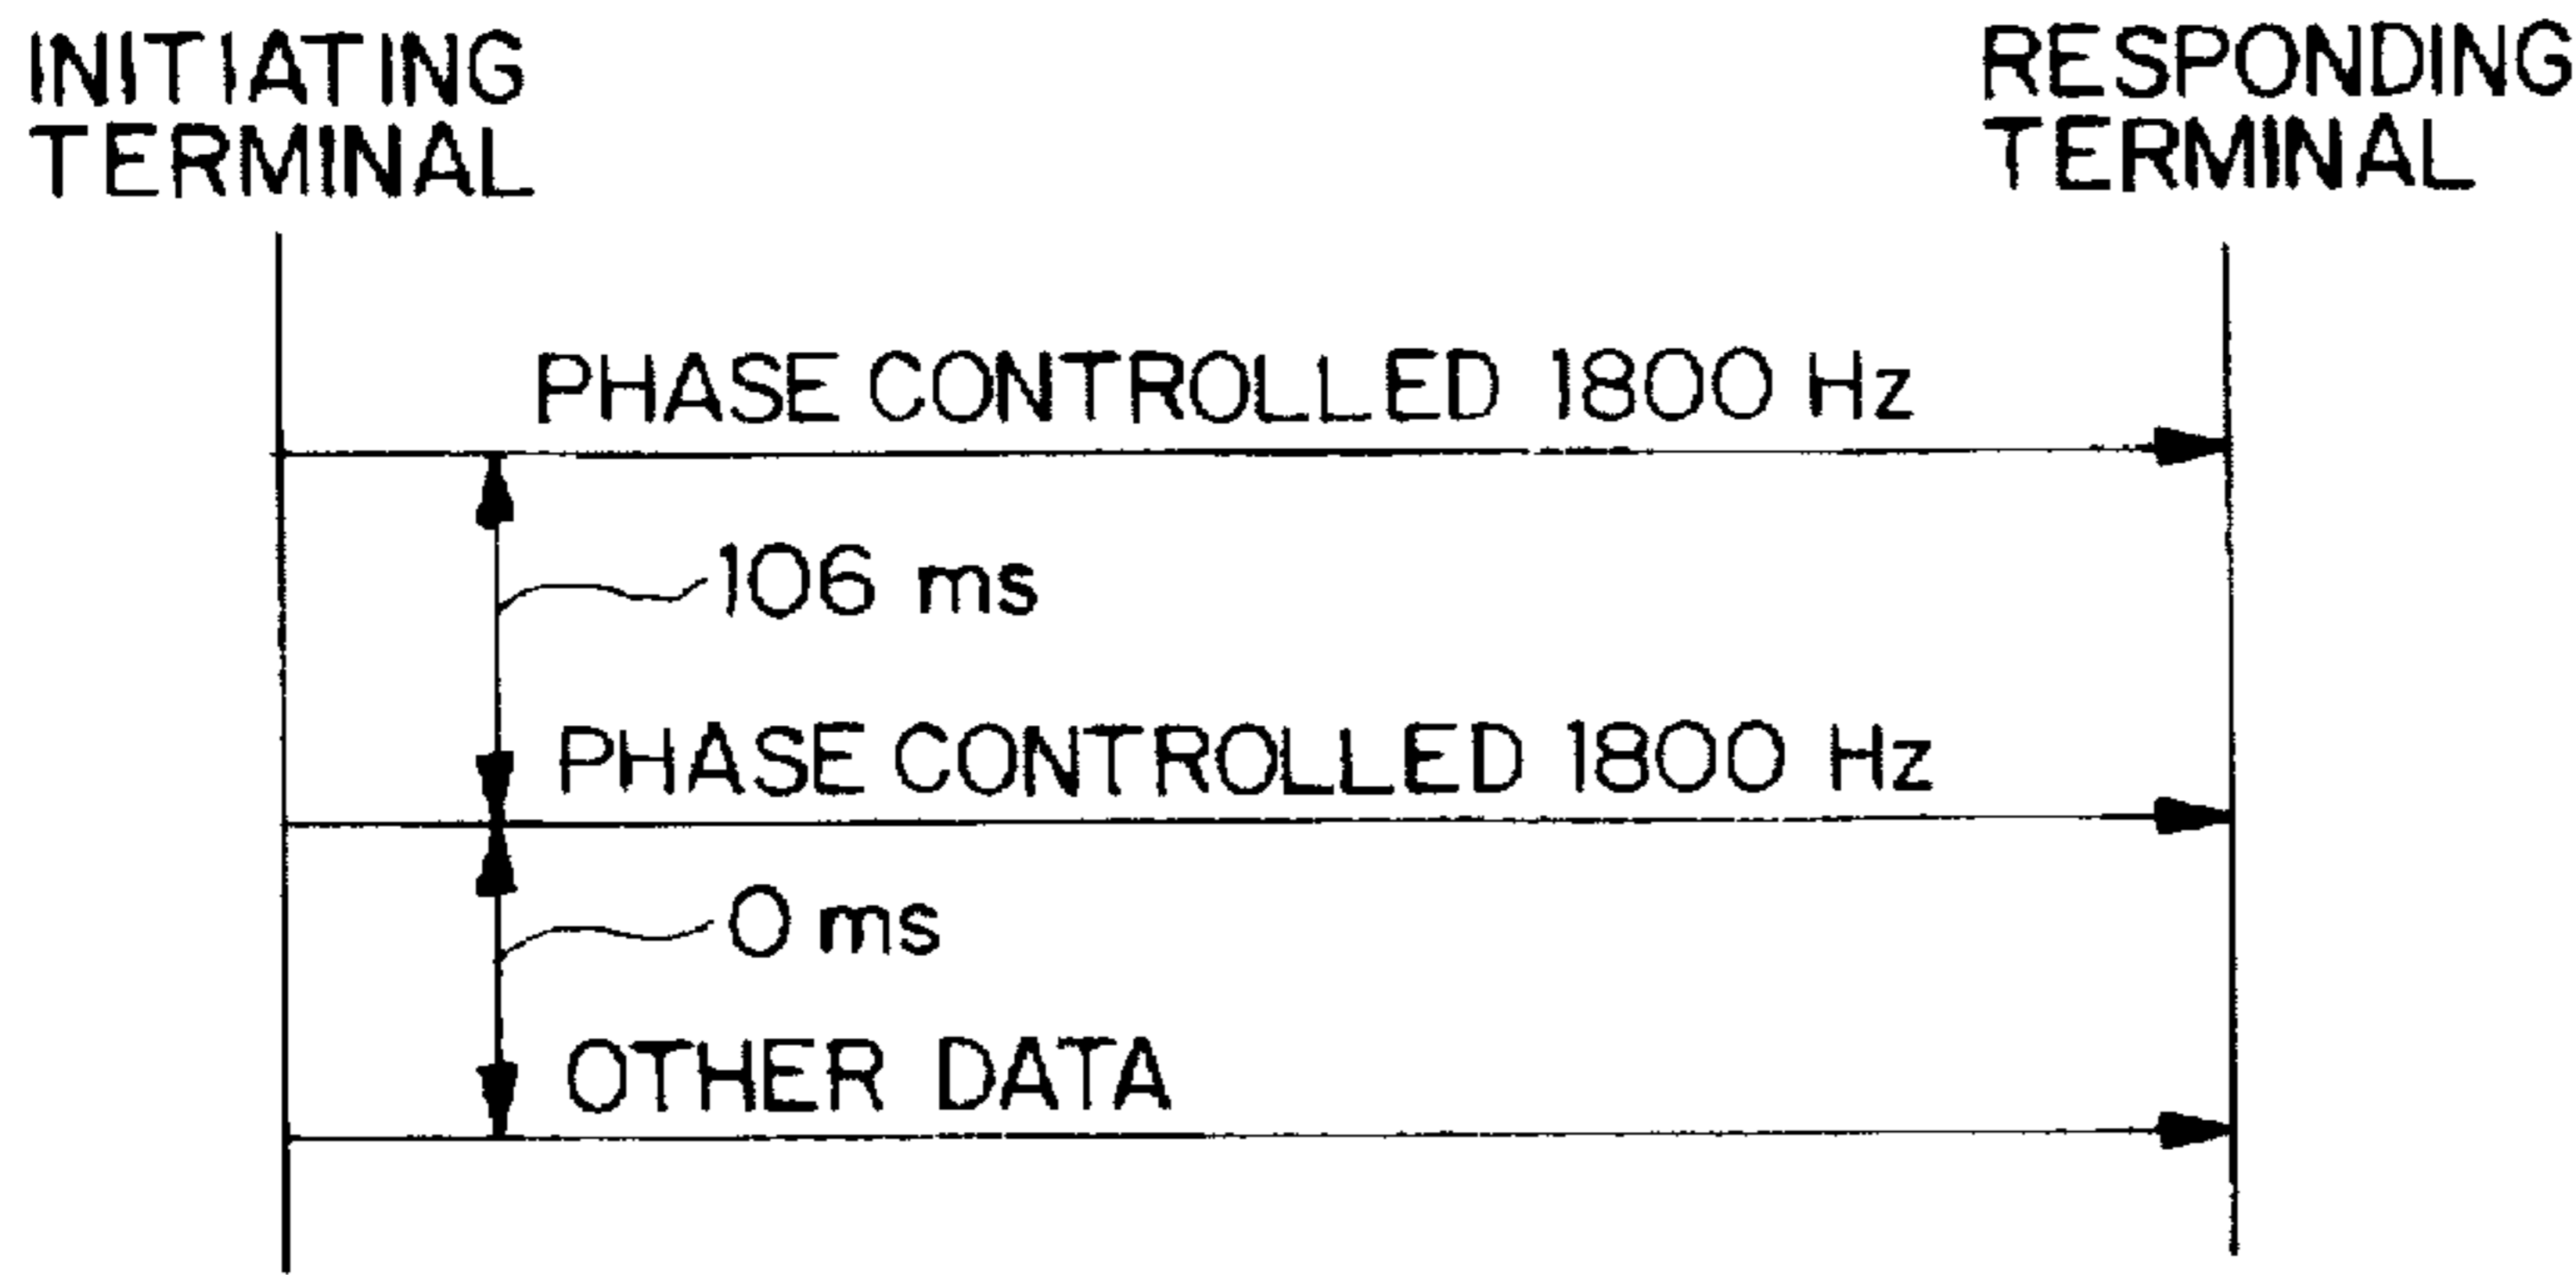 INITIATING
TERMINAL
RESPONDING
TERMINAL
PHASE CONTROLLED 1800 Hz
106 ms
PHASE CONTROLLED 1800 Hz
0 ms
OTHER DATA